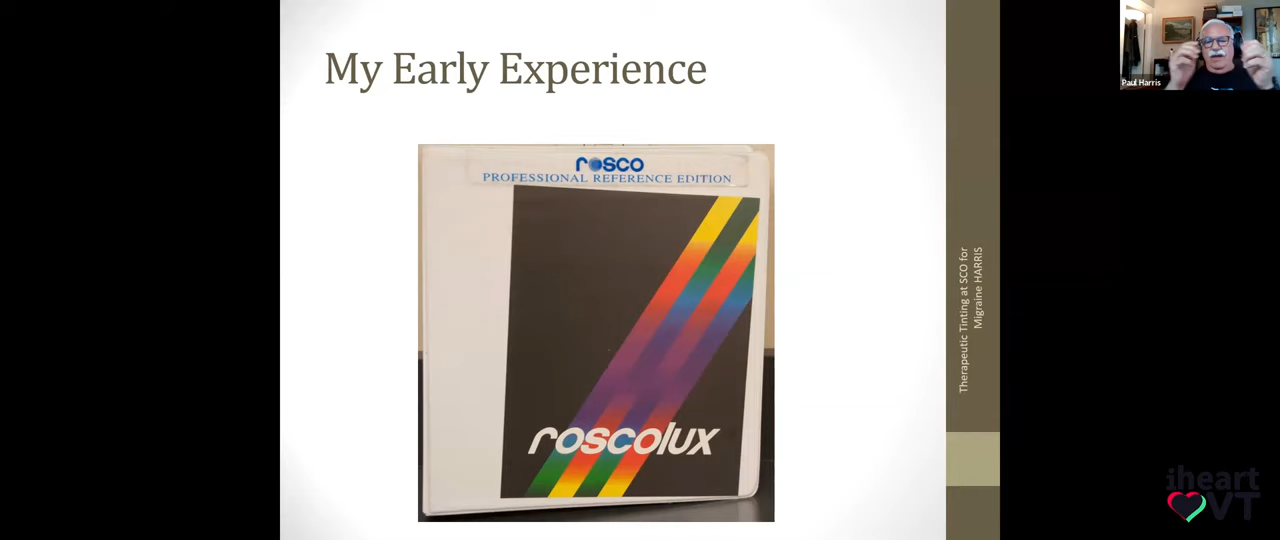 My Early Experience
rosco
PROFESSIONAL REFERENCE EDITION
roscolux
Therapeutic Tinting at SCO for
Migraine HARRIS
Paul Harris
iheart
VT